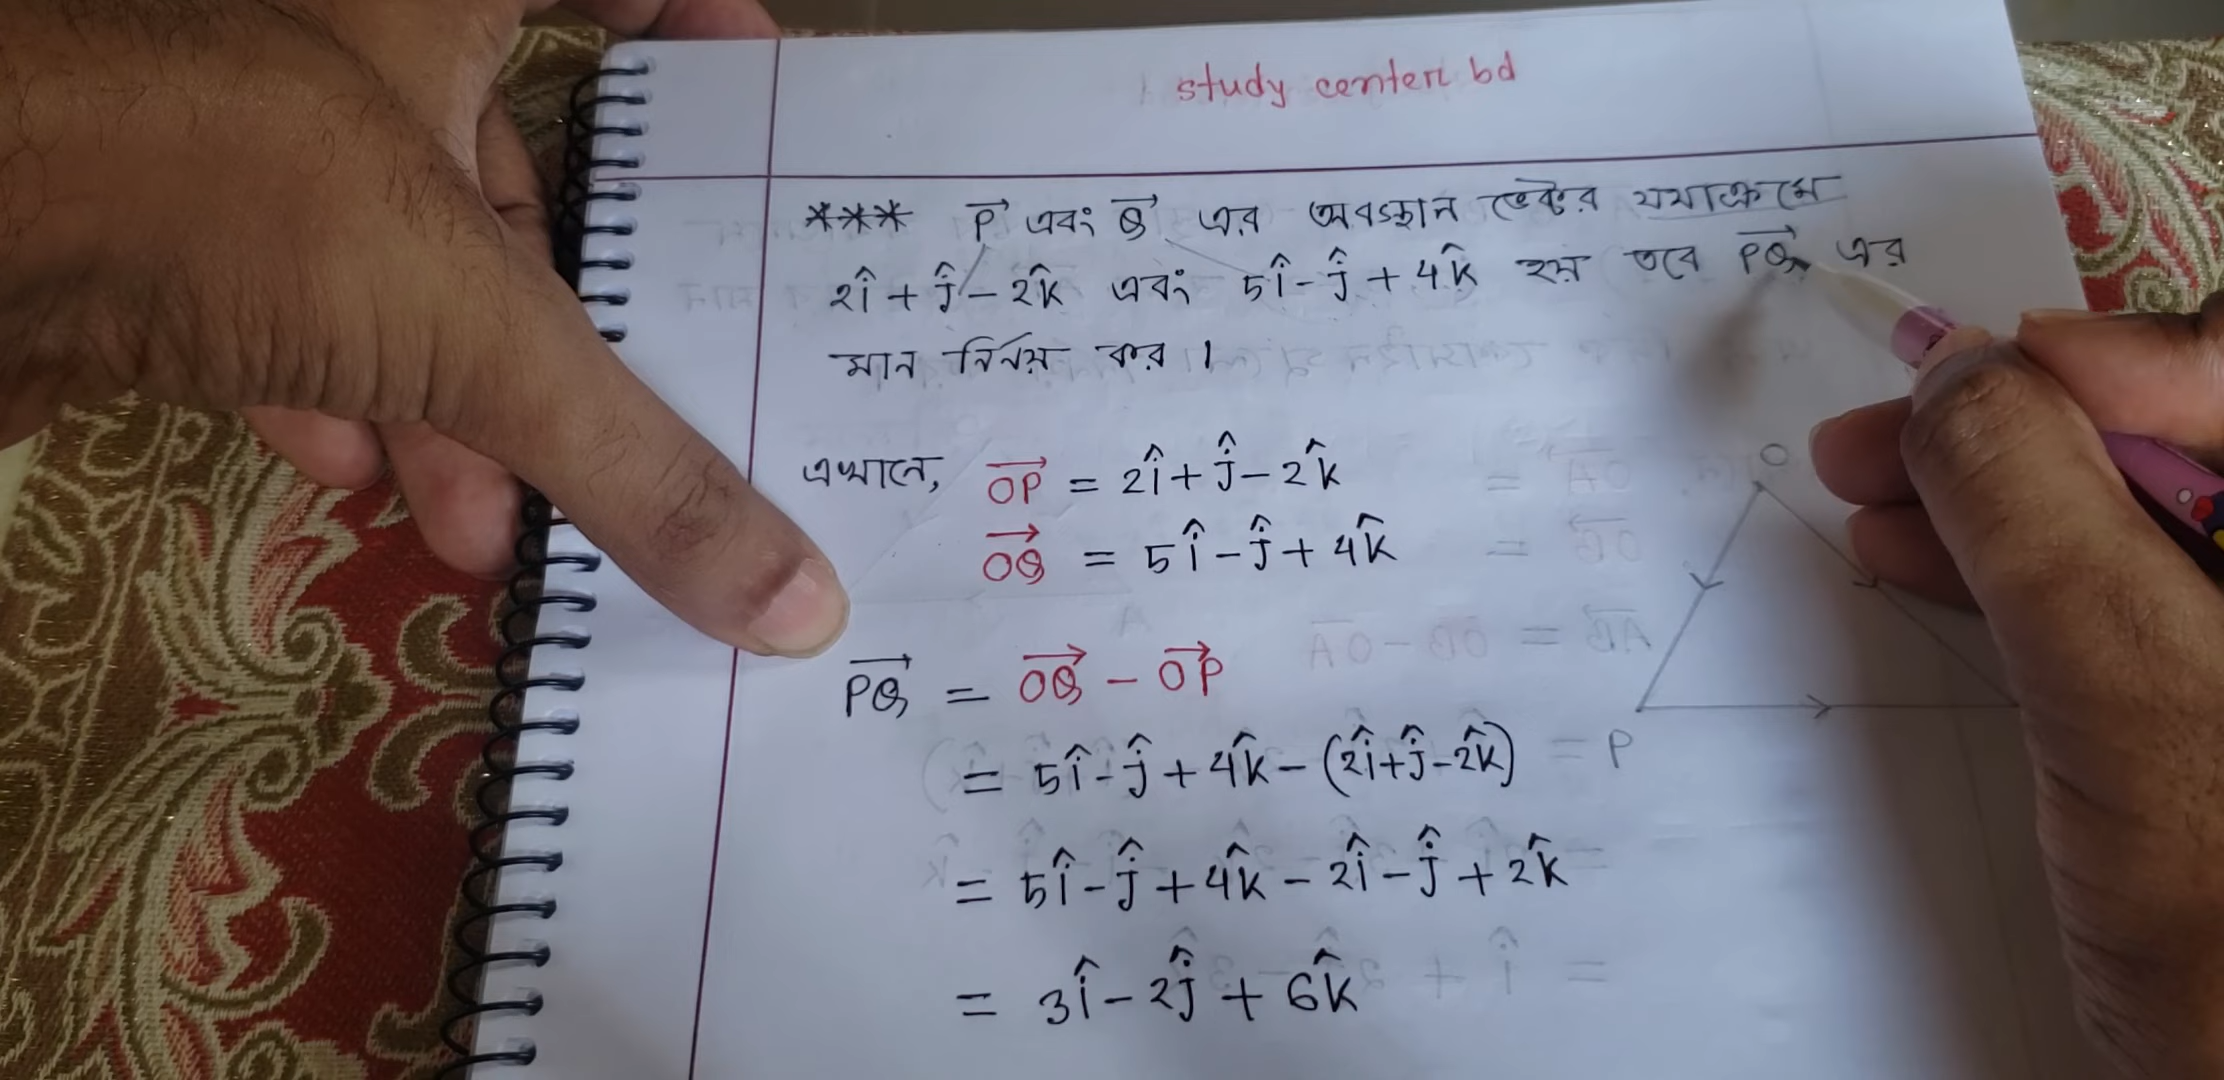 study center bd
*** P⃗ এবং Q⃗ এর অবস্থান ভেক্টর যথাক্রমে
2î + ĵ - 2k̂ এবং 5î - ĵ + 4k̂ হয় তবে P͞Q⃗ এর
মান নির্নয় কর ।
এখানে, OP⃗ = 2î + ĵ - 2k̂
OQ⃗ = 5î - ĵ + 4k̂
O
PQ⃗ = OQ⃗ - OP⃗
= 5î - ĵ + 4k̂ - (2î + ĵ - 2k̂)
P
= 5î - ĵ + 4k̂ - 2î - ĵ + 2k̂
= 3î - 2ĵ + 6k̂